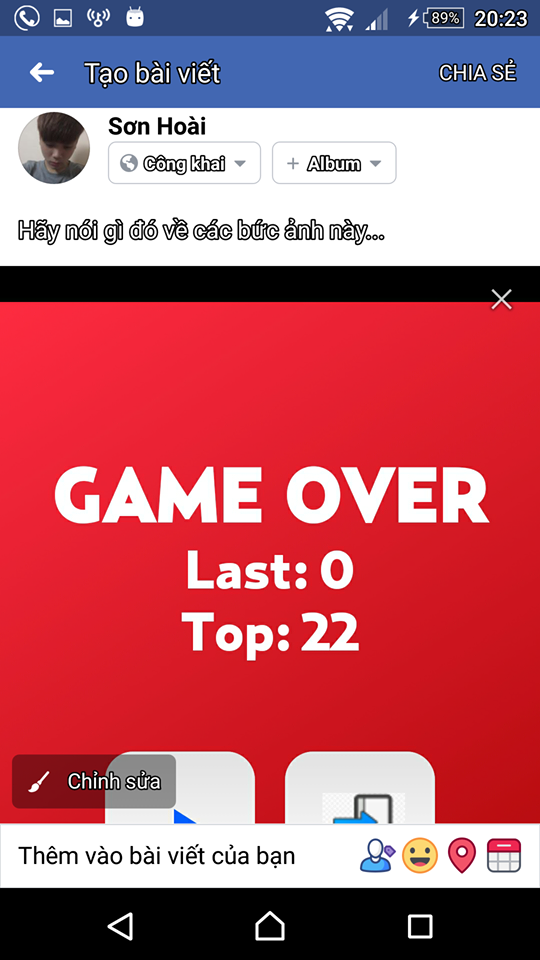 89% 20:23
Tạo bài viết CHIA SẺ
Sơn Hoài
Công khai + Album
Hãy nói gì đó về các bức ảnh này...
GAME OVER
Last: 0
Top: 22
Chỉnh sửa
Thêm vào bài viết của bạn